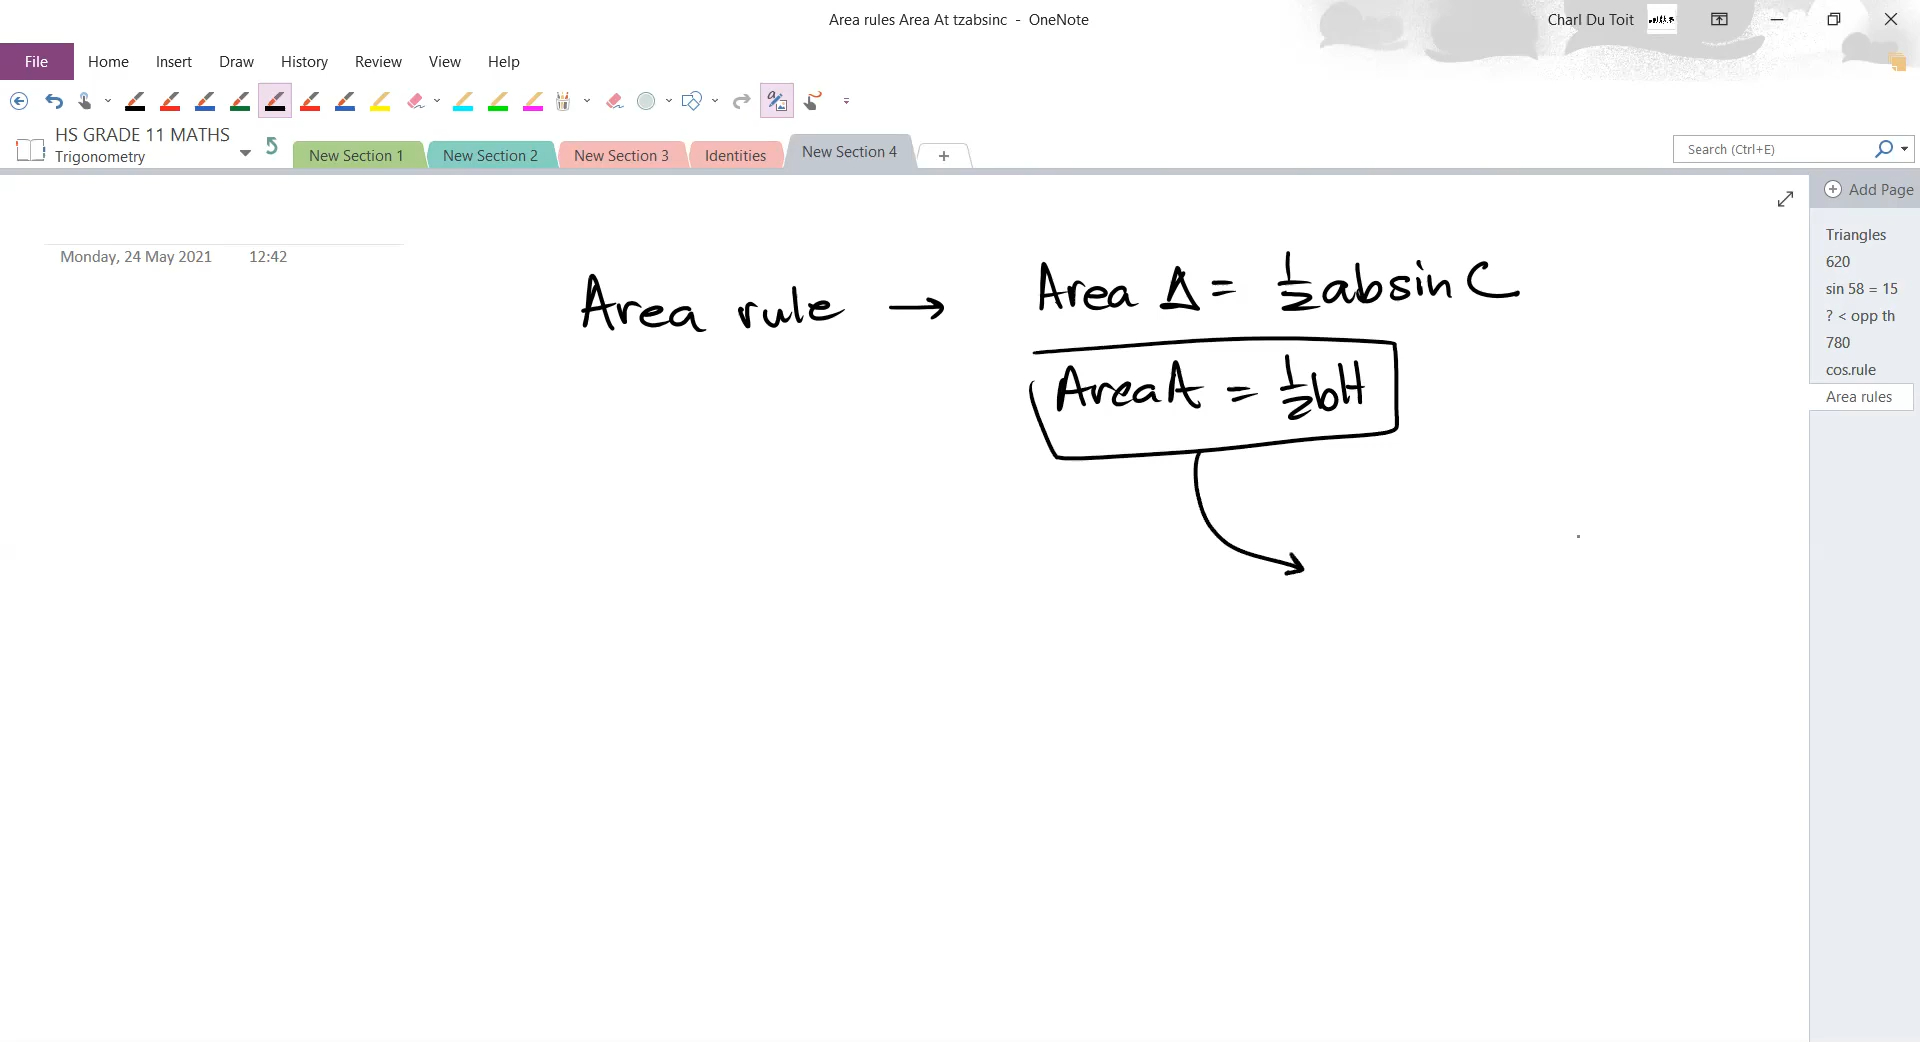 Area rules Area At tzabsinc - OneNote
Charl Du Toit
File Home Insert Draw History Review View Help
HS GRADE 11 MATHS
Trigonometry
New Section 1 New Section 2 New Section 3 Identities New Section 4 +
Search (Ctrl+E)
Add Page
Triangles
620
sin 58 = 15
? < opp th
780
cos.rule
Area rules
Monday, 24 May 2021 12:42
Area rule → Area Δ = ½ab sin C
Area Δ = ½bH